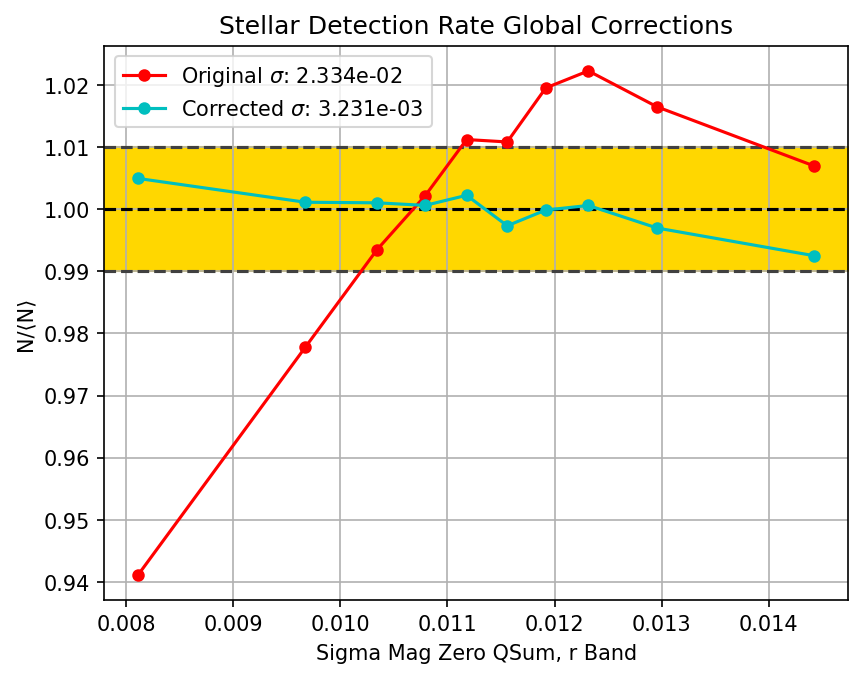 Stellar Detection Rate Global Corrections
Original σ: 2.334e-02
Corrected σ: 3.231e-03
N/⟨N⟩
1.02
1.01
1.00
0.99
0.98
0.97
0.96
0.95
0.94
0.008 0.009 0.010 0.011 0.012 0.013 0.014
Sigma Mag Zero QSum, r Band